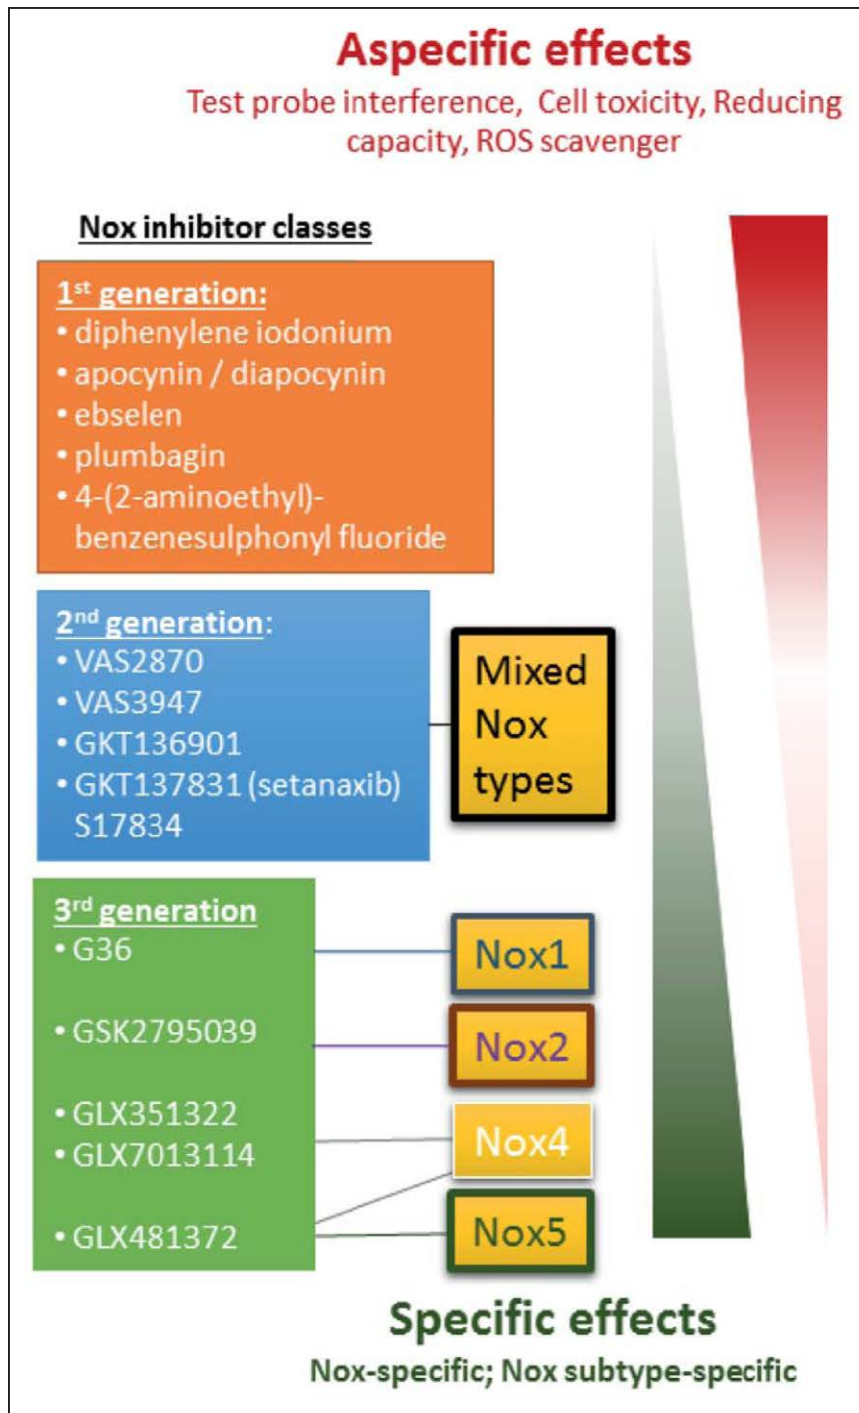 Aspecific effects
Test probe interference, Cell toxicity, Reducing
capacity, ROS scavenger
Nox inhibitor classes
1st generation:
• diphenylene iodonium
• apocynin / diapocynin
• ebselen
• plumbagin
• 4-(2-aminoethyl)-
benzenesulphonyl fluoride
2nd generation:
• VAS2870
• VAS3947
• GKT136901
• GKT137831 (setanaxib)
S17834
Mixed
Nox
types
3rd generation
• G36
• GSK2795039
• GLX351322
• GLX7013114
• GLX481372
Nox1
Nox2
Nox4
Nox5
Specific effects
Nox-specific; Nox subtype-specific